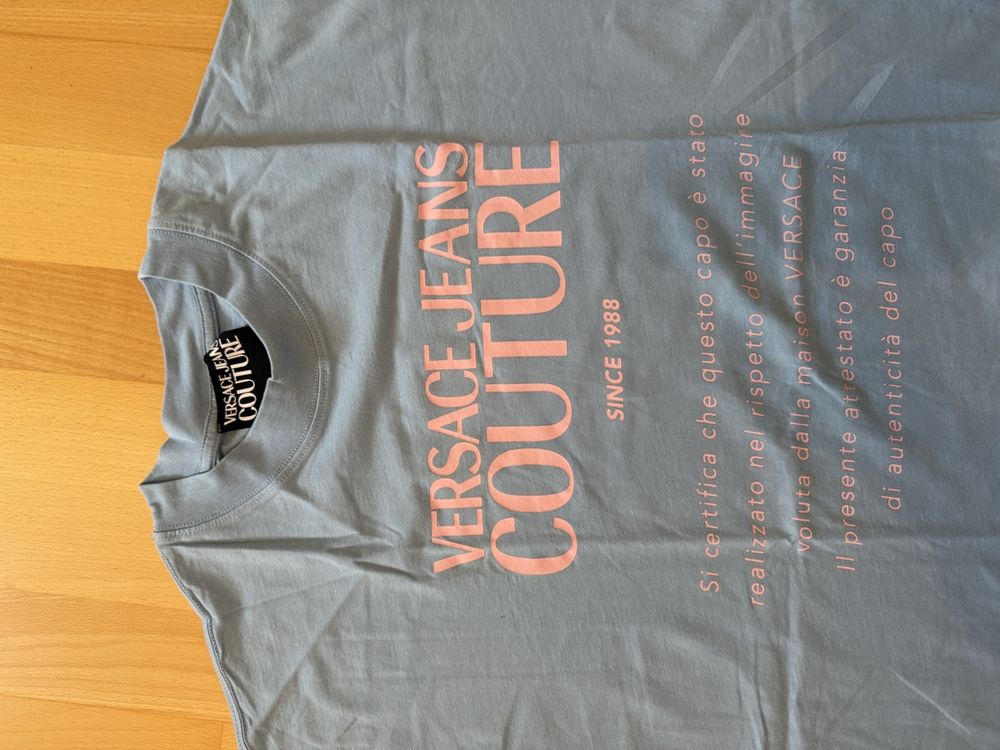 VERSACE JEANS
COUTURE
VERSACE JEANS
COUTURE
SINCE 1988
Si certifica che questo capo è stato
realizzato nel rispetto dell'immagine
voluta dalla maison VERSACE
Il presente attestato è garanzia
di autenticità del capo